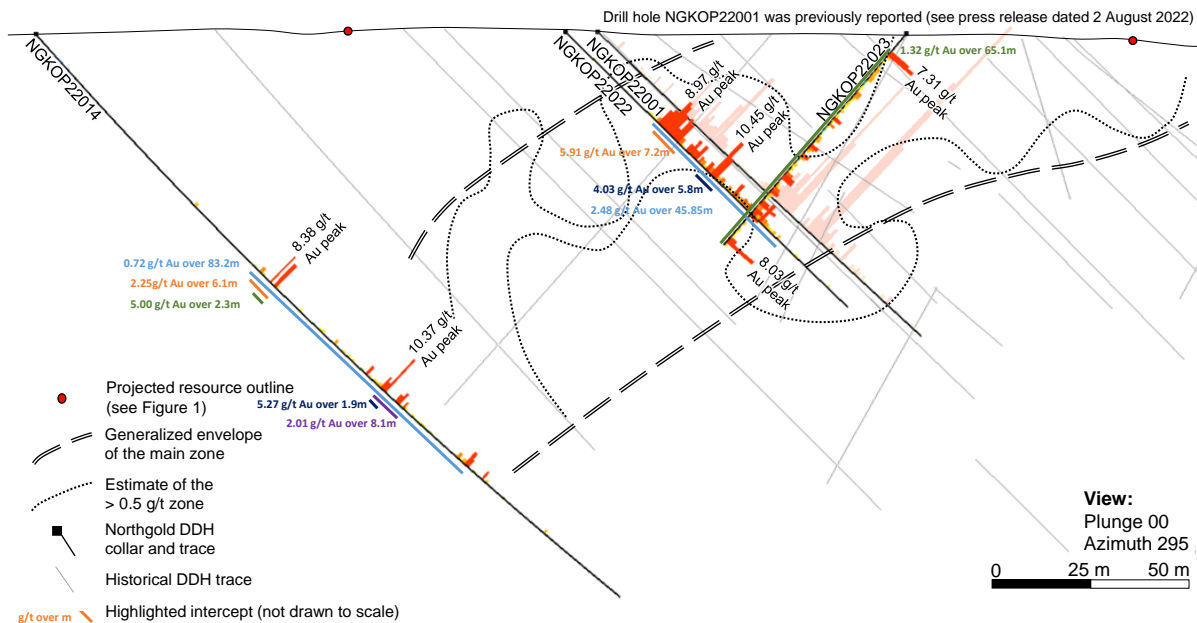 Drill hole NGKOP22001 was previously reported (see press release dated 2 August 2022)
NGKOP22014
NGKOP22022
NGKOP22001
NGKOP22023
1.32 g/t Au over 65.1m
7.31 g/t
Au peak
8.97 g/t
Au peak
10.45 g/t
Au peak
5.91 g/t Au over 7.2m
4.03 g/t Au over 5.8m
2.48 g/t Au over 45.85m
8.03 g/t
Au peak
8.38 g/t
Au peak
0.72 g/t Au over 83.2m
2.25g/t Au over 6.1m
5.00 g/t Au over 2.3m
10.37 g/t
Au peak
5.27 g/t Au over 1.9m
2.01 g/t Au over 8.1m
Projected resource outline
(see Figure 1)
Generalized envelope
of the main zone
Estimate of the
> 0.5 g/t zone
Northgold DDH
collar and trace
Historical DDH trace
g/t over m Highlighted intercept (not drawn to scale)
View:
Plunge 00
Azimuth 295
0 25 m 50 m